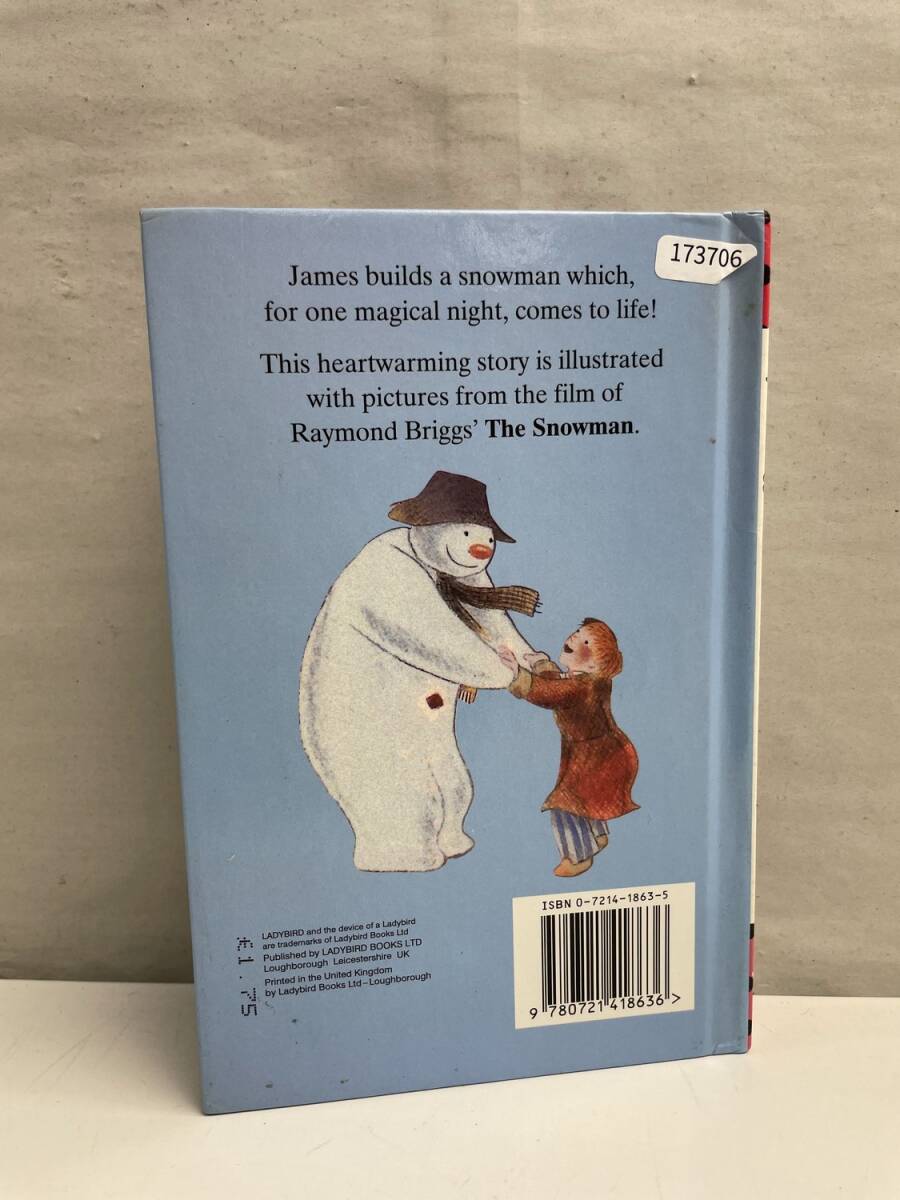 173706
James builds a snowman which,
for one magical night, comes to life!
This heartwarming story is illustrated
with pictures from the film of
Raymond Briggs' The Snowman.
LADYBIRD and the device of a Ladybird
are trademarks of Ladybird Books Ltd
Published by LADYBIRD BOOKS LTD
Loughborough Leicestershire UK
Printed in the United Kingdom
by Ladybird Books Ltd – Loughborough
£1.75
ISBN 0-7214-1863-5
9 780721 418636 >